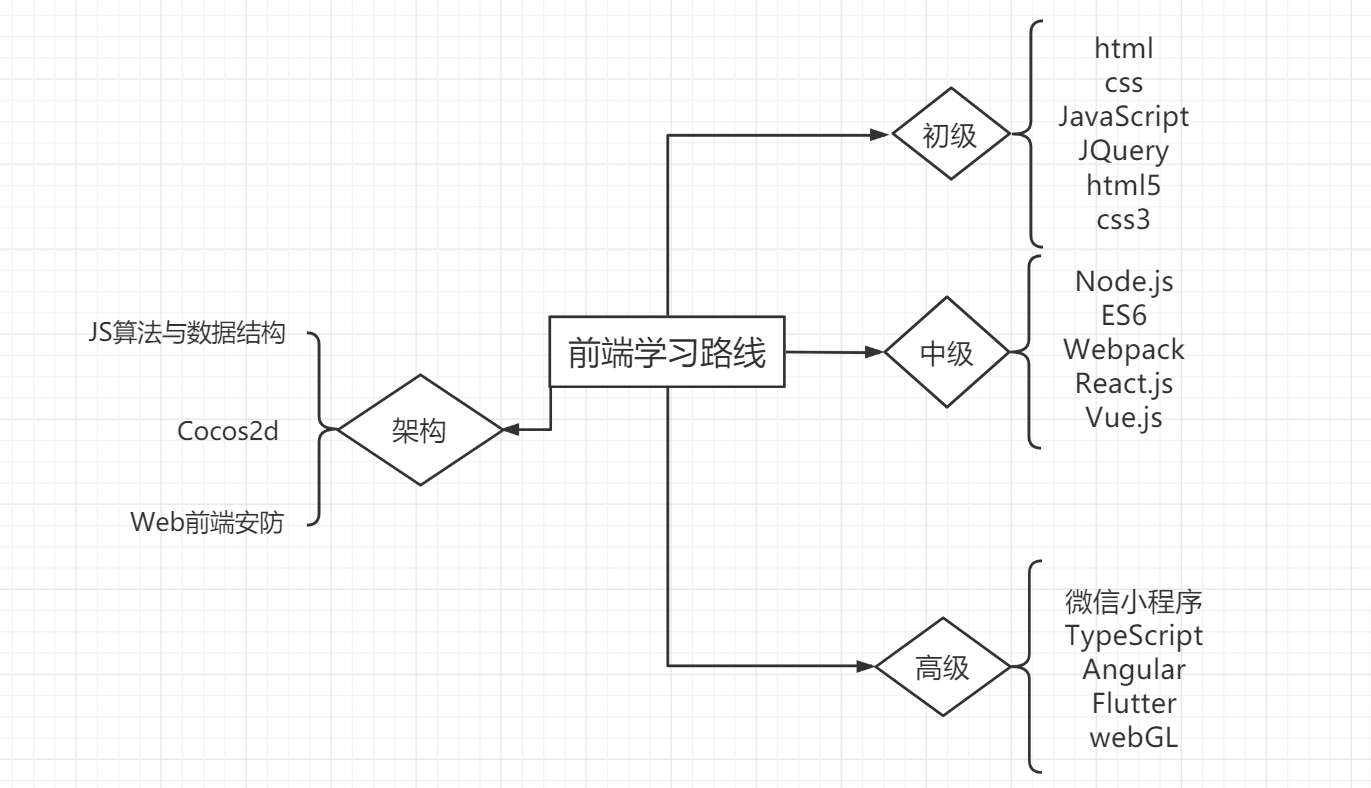 前端学习路线
初级
html
css
JavaScript
JQuery
html5
css3
中级
Node.js
ES6
Webpack
React.js
Vue.js
高级
微信小程序
TypeScript
Angular
Flutter
webGL
架构
JS算法与数据结构
Cocos2d
Web前端安防